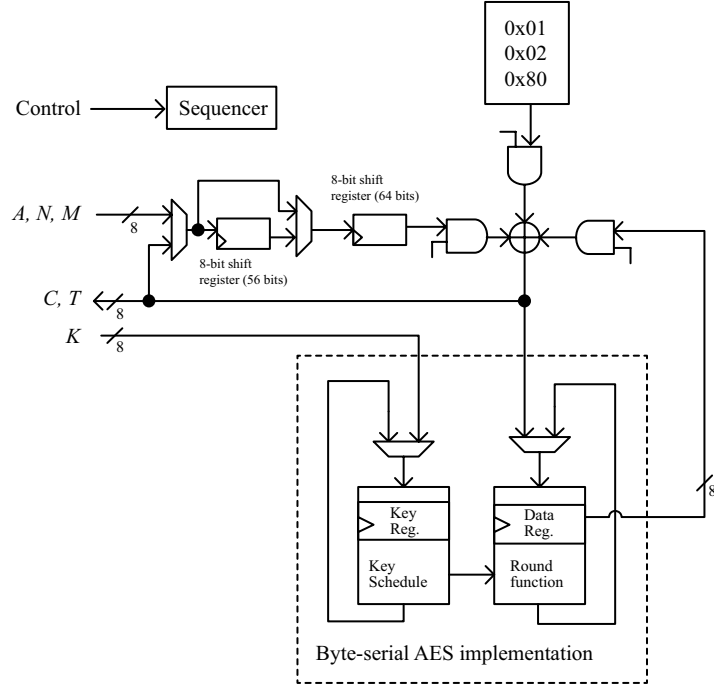 0x01
0x02
0x80
Control
Sequencer
8-bit shift
register (64 bits)
A, N, M
8
8-bit shift
register (56 bits)
C, T
8
K
8
8
Key
Reg.
Data
Reg.
Key
Schedule
Round
function
Byte-serial AES implementation